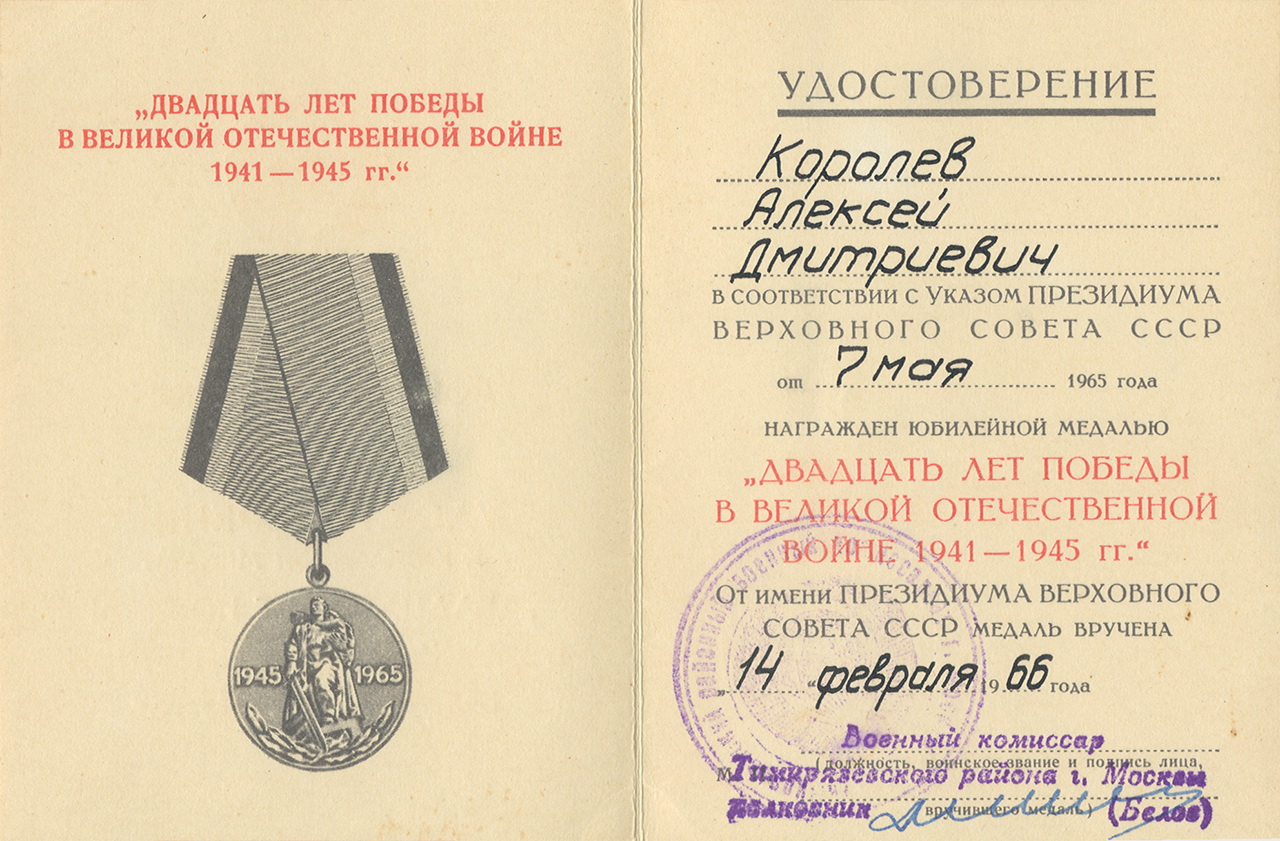 „ДВАДЦАТЬ ЛЕТ ПОБЕДЫ
В ВЕЛИКОЙ ОТЕЧЕСТВЕННОЙ ВОЙНЕ
1941—1945 гг.“
1945 1965
УДОСТОВЕРЕНИЕ
Королев
Алексей
Дмитриевич
В СООТВЕТСТВИИ С УКАЗОМ ПРЕЗИДИУМА
ВЕРХОВНОГО СОВЕТА СССР
от 7 мая 1965 года
НАГРАЖДЕН ЮБИЛЕЙНОЙ МЕДАЛЬЮ
„ДВАДЦАТЬ ЛЕТ ПОБЕДЫ
В ВЕЛИКОЙ ОТЕЧЕСТВЕННОЙ
ВОЙНЕ 1941—1945 гг.“
От имени ПРЕЗИДИУМА ВЕРХОВНОГО
СОВЕТА СССР МЕДАЛЬ ВРУЧЕНА
„14“ февраля 1966 года
Военный комиссар
(должность, воинское звание и подпись лица,
Тимирязевского района г. Москвы
полковник (Белов)
вручившего медаль)